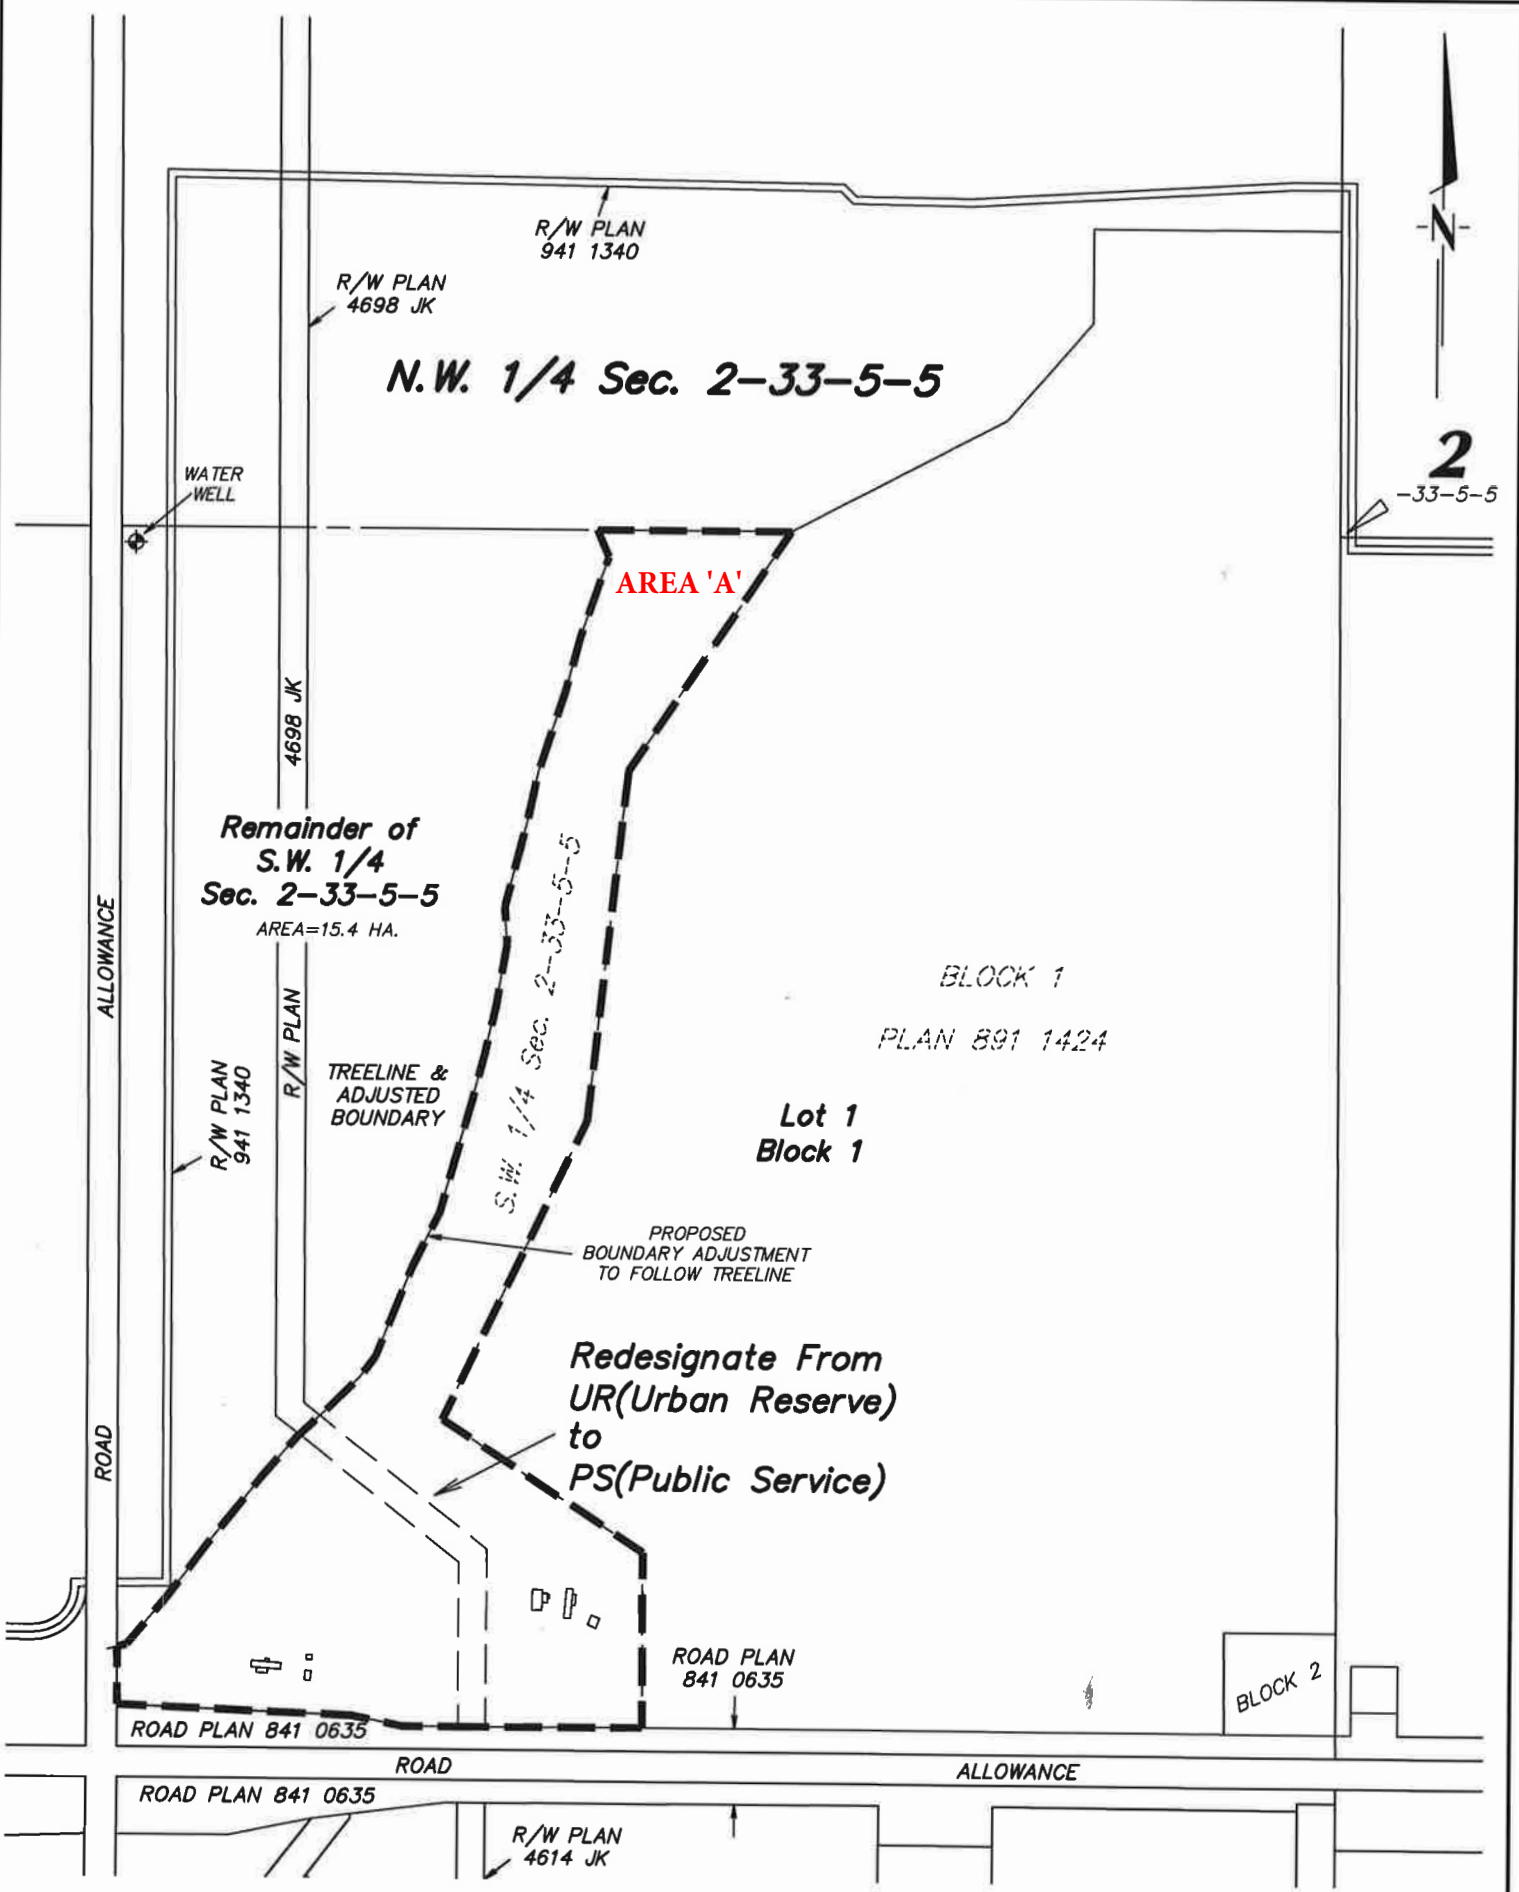 R/W PLAN
941 1340
-N-
R/W PLAN
4698 JK
N.W. 1/4 Sec. 2-33-5-5
2
-33-5-5
WATER
WELL
AREA 'A'
4698 JK
R/W PLAN
Remainder of
S.W. 1/4
Sec. 2-33-5-5
AREA=15.4 HA.
S.W. 1/4 Sec. 2-33-5-5
ALLOWANCE
ROAD
BLOCK 1
PLAN 891 1424
R/W PLAN
941 1340
TREELINE &
ADJUSTED
BOUNDARY
Lot 1
Block 1
PROPOSED
BOUNDARY ADJUSTMENT
TO FOLLOW TREELINE
Redesignate From
UR(Urban Reserve)
to
PS(Public Service)
ROAD PLAN
841 0635
BLOCK 2
ROAD PLAN 841 0635
ROAD ALLOWANCE
ROAD PLAN 841 0635
R/W PLAN
4614 JK